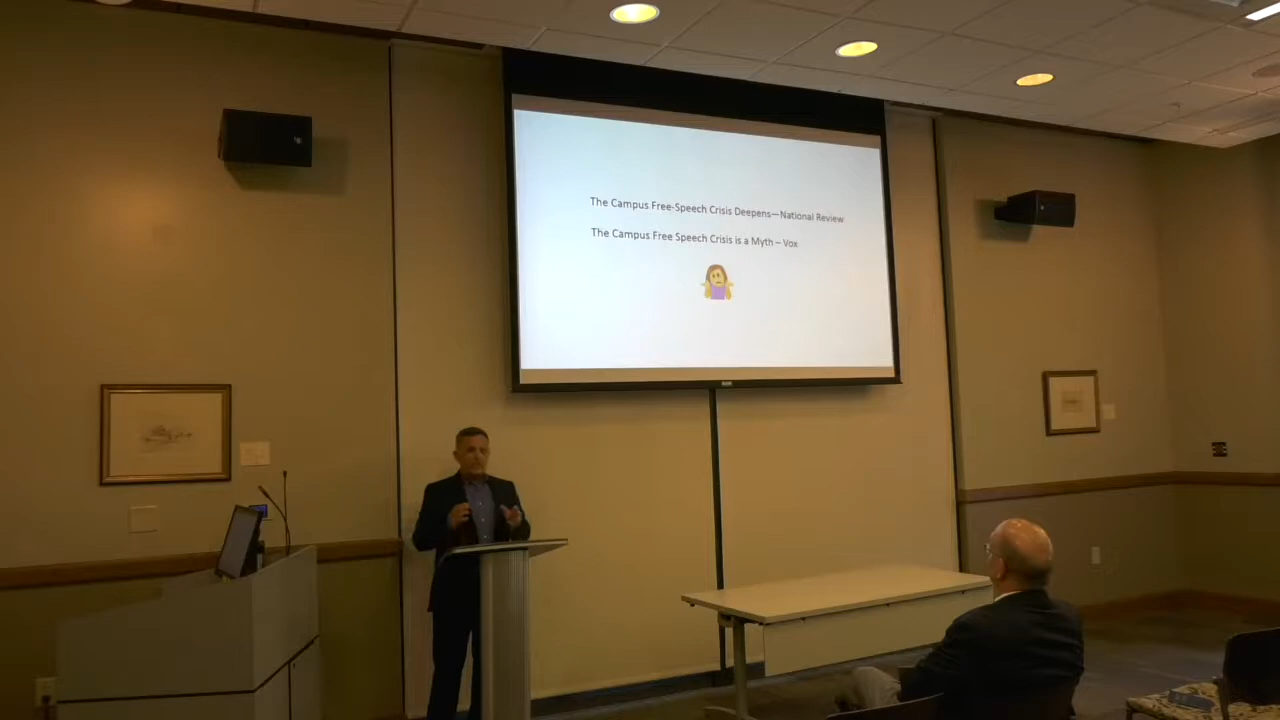 The Campus Free-Speech Crisis Deepens—National Review
The Campus Free Speech Crisis is a Myth – Vox